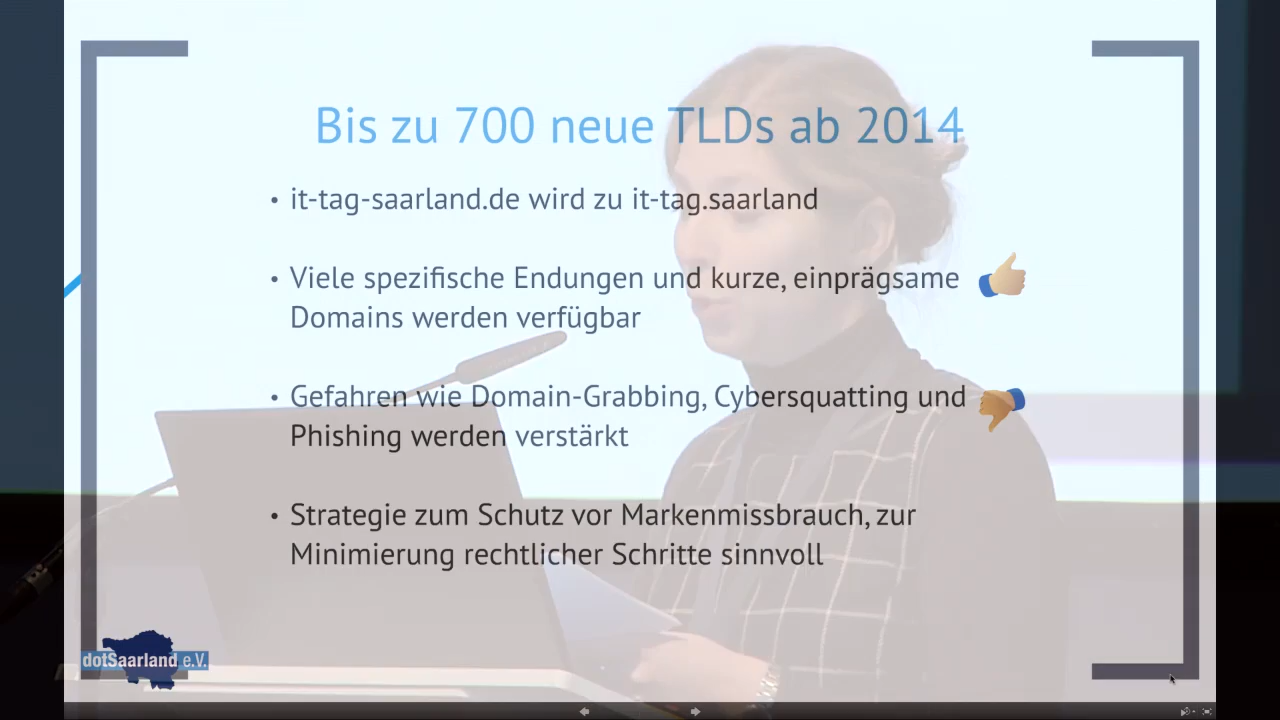 Bis zu 700 neue TLDs ab 2014
• it-tag-saarland.de wird zu it-tag.saarland
• Viele spezifische Endungen und kurze, einprägsame
Domains werden verfügbar
• Gefahren wie Domain-Grabbing, Cybersquatting und
Phishing werden verstärkt
• Strategie zum Schutz vor Markenmissbrauch, zur
Minimierung rechtlicher Schritte sinnvoll
dotSaarland e.V.